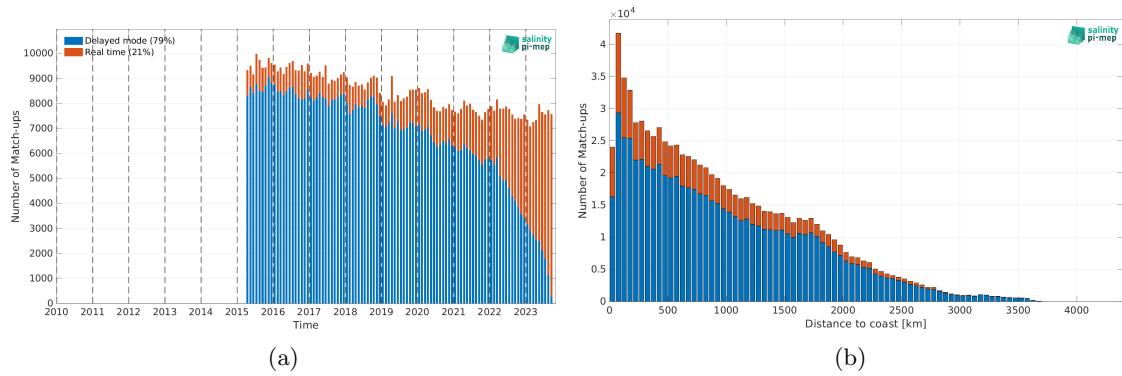 ×10⁴
Delayed mode (79%)
Real time (21%)
salinity
pi-mep
salinity
pi-mep
10000
9000
8000
7000
6000
5000
4000
3000
2000
1000
0
Number of Match-ups
2010 2011 2012 2013 2014 2015 2016 2017 2018 2019 2020 2021 2022 2023
Time
4
3.5
3
2.5
2
1.5
1
0.5
0
Number of Match-ups
0 500 1000 1500 2000 2500 3000 3500 4000
Distance to coast [km]
(a)
(b)